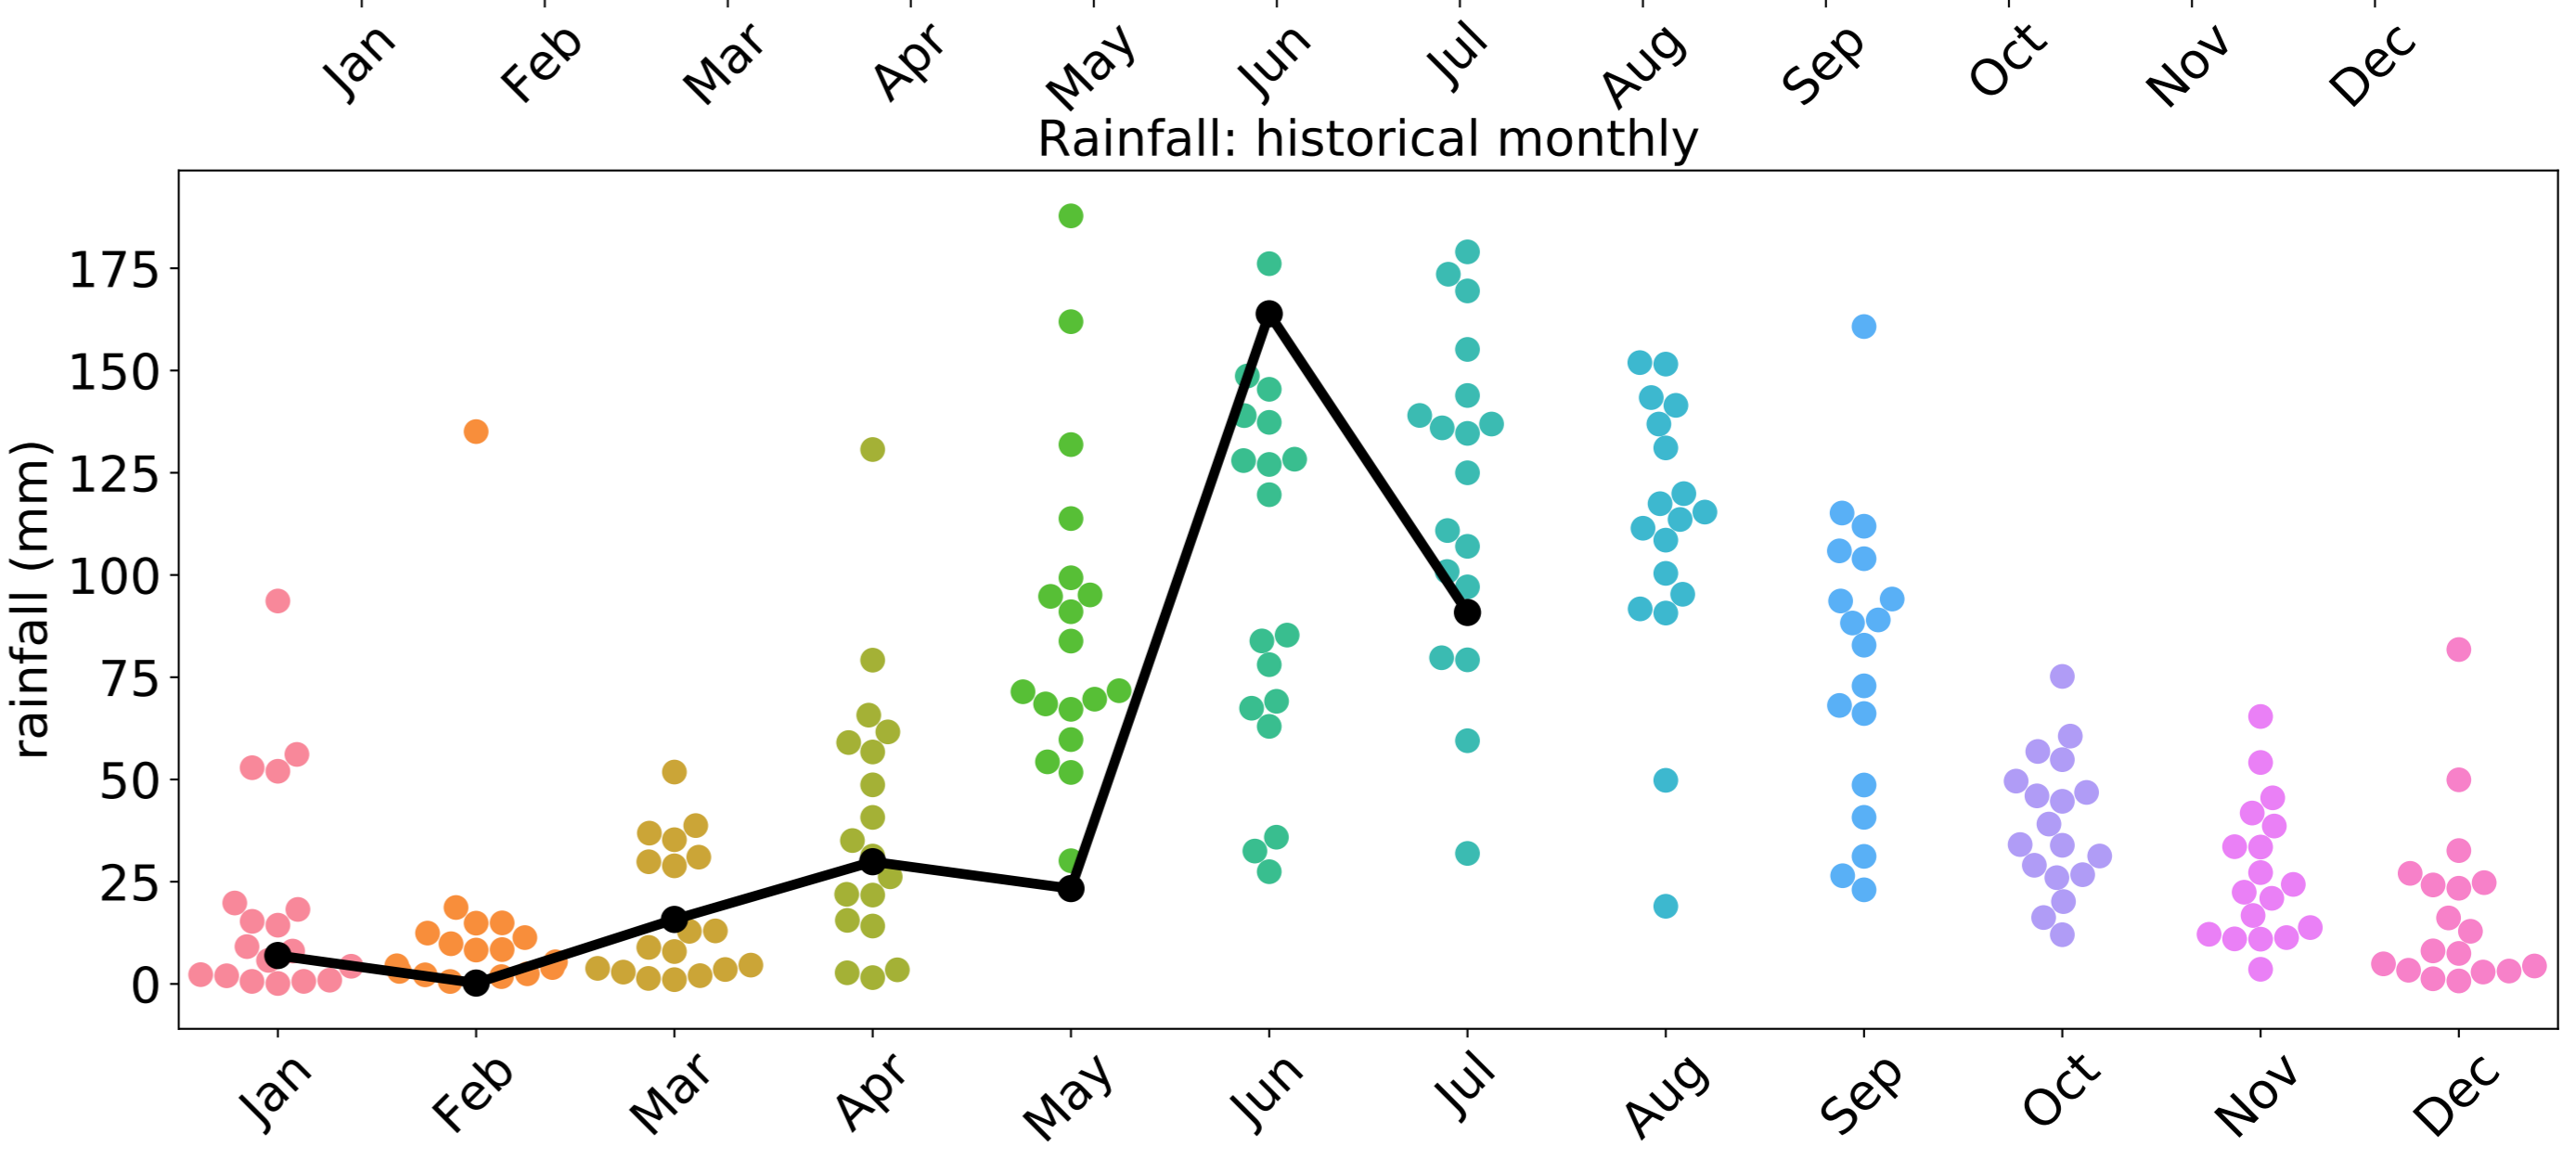 Jan Feb Mar Apr May Jun Jul Aug Sep Oct Nov Dec
Rainfall: historical monthly
rainfall (mm)
175
150
125
100
75
50
25
0
Jan Feb Mar Apr May Jun Jul Aug Sep Oct Nov Dec